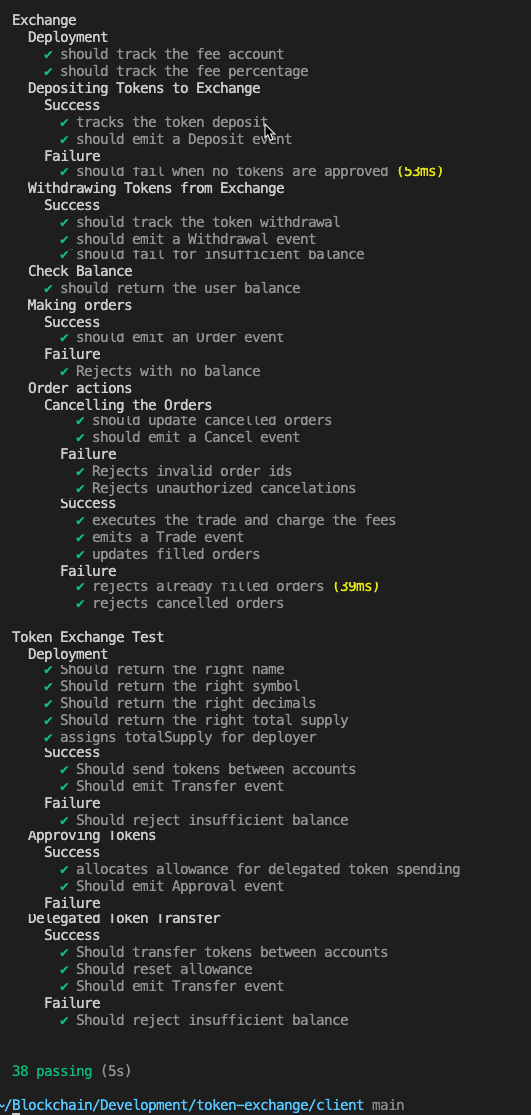 Exchange
Deployment
✔ should track the fee account
✔ should track the fee percentage
Depositing Tokens to Exchange
Success
✔ tracks the token deposit
✔ should emit a Deposit event
Failure
✔ should fail when no tokens are approved (53ms)
Withdrawing Tokens from Exchange
Success
✔ should track the token withdrawal
✔ should emit a Withdrawal event
✔ should fail for insufficient balance
Check Balance
✔ should return the user balance
Making orders
Success
✔ should emit an Order event
Failure
✔ Rejects with no balance
Order actions
Cancelling the Orders
✔ should update cancelled orders
✔ should emit a Cancel event
Failure
✔ Rejects invalid order ids
✔ Rejects unauthorized cancelations
Success
✔ executes the trade and charge the fees
✔ emits a Trade event
✔ updates filled orders
Failure
✔ rejects already filled orders (39ms)
✔ rejects cancelled orders
Token Exchange Test
Deployment
✔ Should return the right name
✔ Should return the right symbol
✔ Should return the right decimals
✔ Should return the right total supply
✔ assigns totalSupply for deployer
Success
✔ Should send tokens between accounts
✔ Should emit Transfer event
Failure
✔ Should reject insufficient balance
Approving Tokens
Success
✔ allocates allowance for delegated token spending
✔ Should emit Approval event
Failure
Delegated Token Transfer
Success
✔ Should transfer tokens between accounts
✔ Should reset allowance
✔ Should emit Transfer event
Failure
✔ Should reject insufficient balance
38 passing (5s)
~/Blockchain/Development/token-exchange/client main